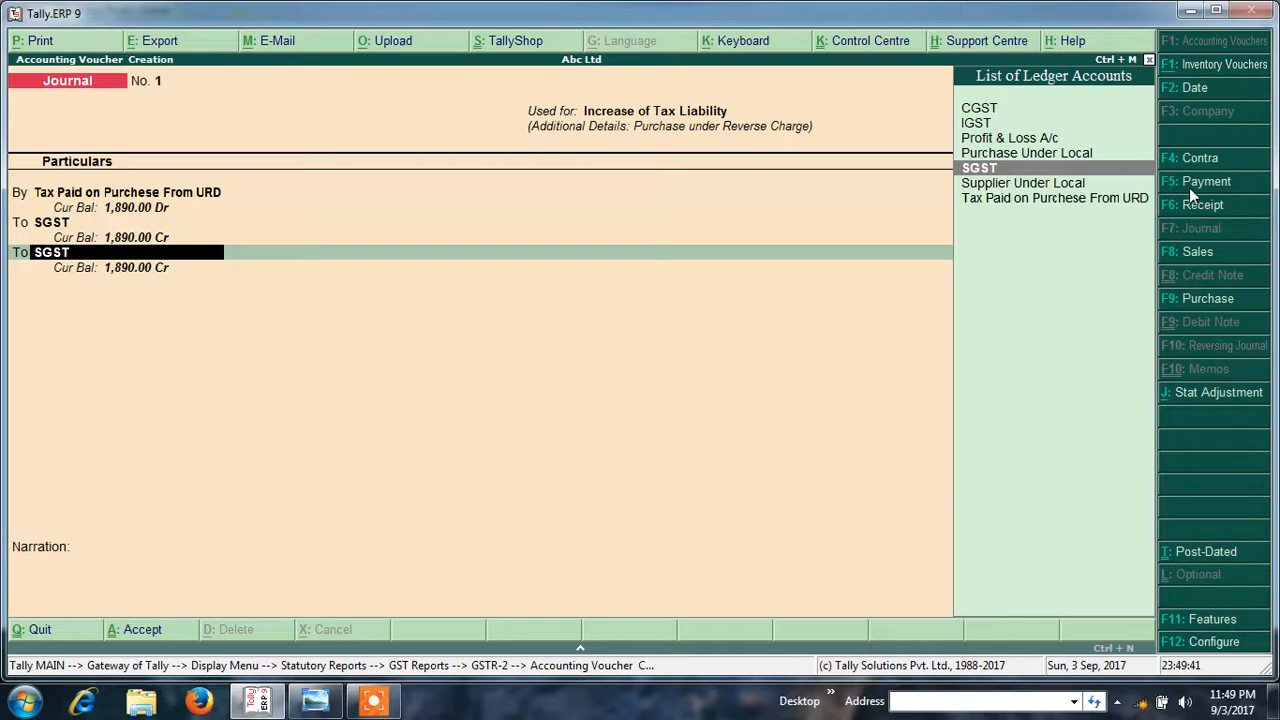 Tally.ERP 9
P: Print
E: Export
M: E-Mail
O: Upload
S: TallyShop
G: Language
K: Keyboard
K: Control Centre
H: Support Centre
H: Help
Accounting Voucher Creation
Abc Ltd
Ctrl + M
Journal No. 1
Used for: Increase of Tax Liability
(Additional Details: Purchase under Reverse Charge)
Particulars
By Tax Paid on Purchese From URD
Cur Bal: 1,890.00 Dr
To SGST
Cur Bal: 1,890.00 Cr
To SGST
Cur Bal: 1,890.00 Cr
Narration:
List of Ledger Accounts
CGST
IGST
Profit & Loss A/c
Purchase Under Local
SGST
Supplier Under Local
Tax Paid on Purchese From URD
F1: Accounting Vouchers
F1: Inventory Vouchers
F2: Date
F3: Company
F4: Contra
F5: Payment
F6: Receipt
F7: Journal
F8: Sales
F8: Credit Note
F9: Purchase
F9: Debit Note
F10: Reversing Journal
F10: Memos
J: Stat Adjustment
T: Post-Dated
L: Optional
F11: Features
F12: Configure
Q: Quit
A: Accept
D: Delete
X: Cancel
Ctrl + N
Tally MAIN --> Gateway of Tally --> Display Menu --> Statutory Reports --> GST Reports --> GSTR-2 --> Accounting Voucher C...
(c) Tally Solutions Pvt. Ltd., 1988-2017
Sun, 3 Sep, 2017
23:49:41
Tally
ERP 9
Desktop
Address
11:49 PM
9/3/2017